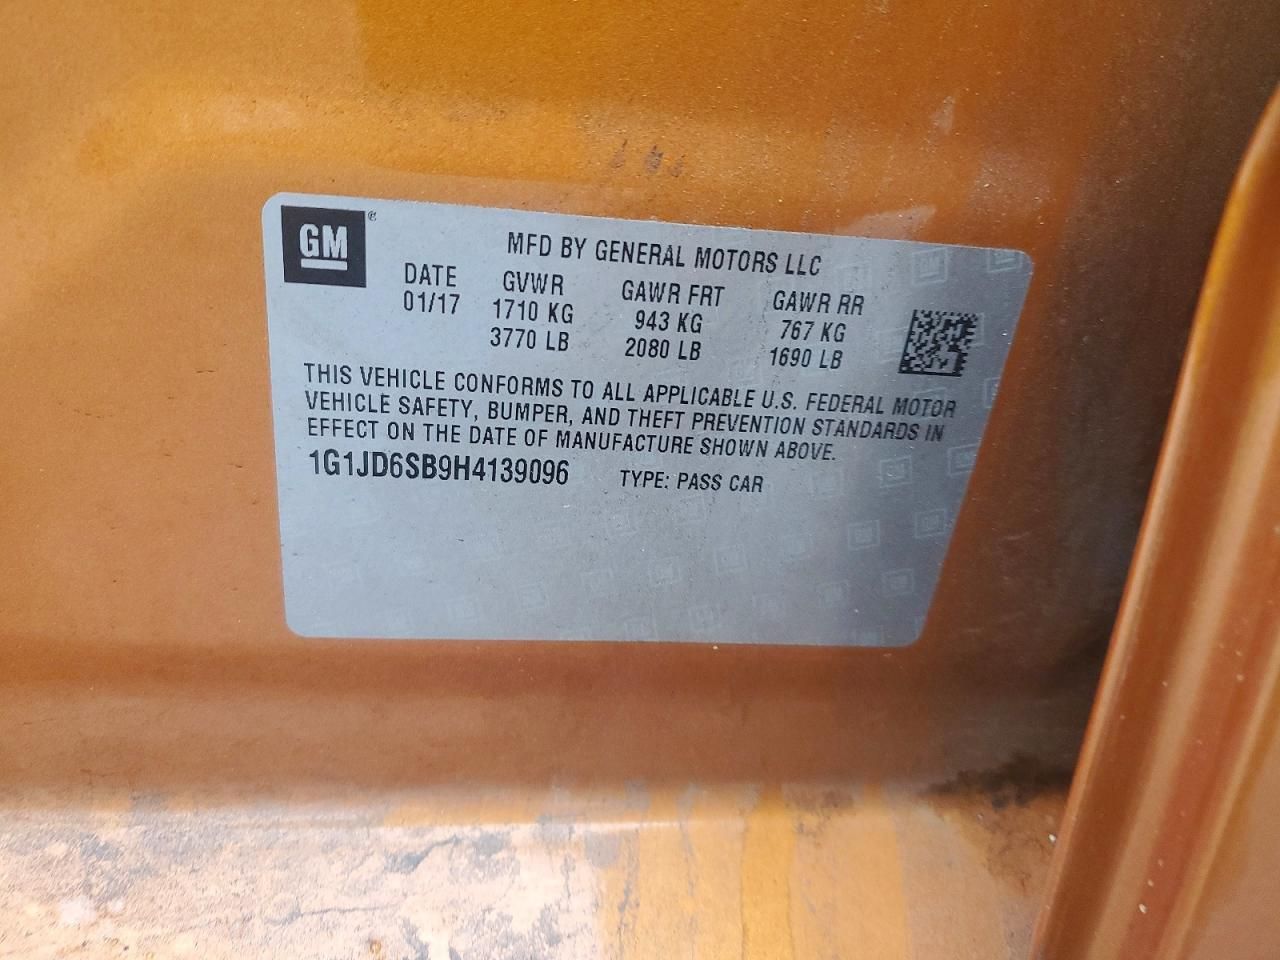 GM®
MFD BY GENERAL MOTORS LLC
DATE GVWR GAWR FRT GAWR RR
01/17 1710 KG 943 KG 767 KG
3770 LB 2080 LB 1690 LB
THIS VEHICLE CONFORMS TO ALL APPLICABLE U.S. FEDERAL MOTOR
VEHICLE SAFETY, BUMPER, AND THEFT PREVENTION STANDARDS IN
EFFECT ON THE DATE OF MANUFACTURE SHOWN ABOVE.
1G1JD6SB9H4139096 TYPE: PASS CAR